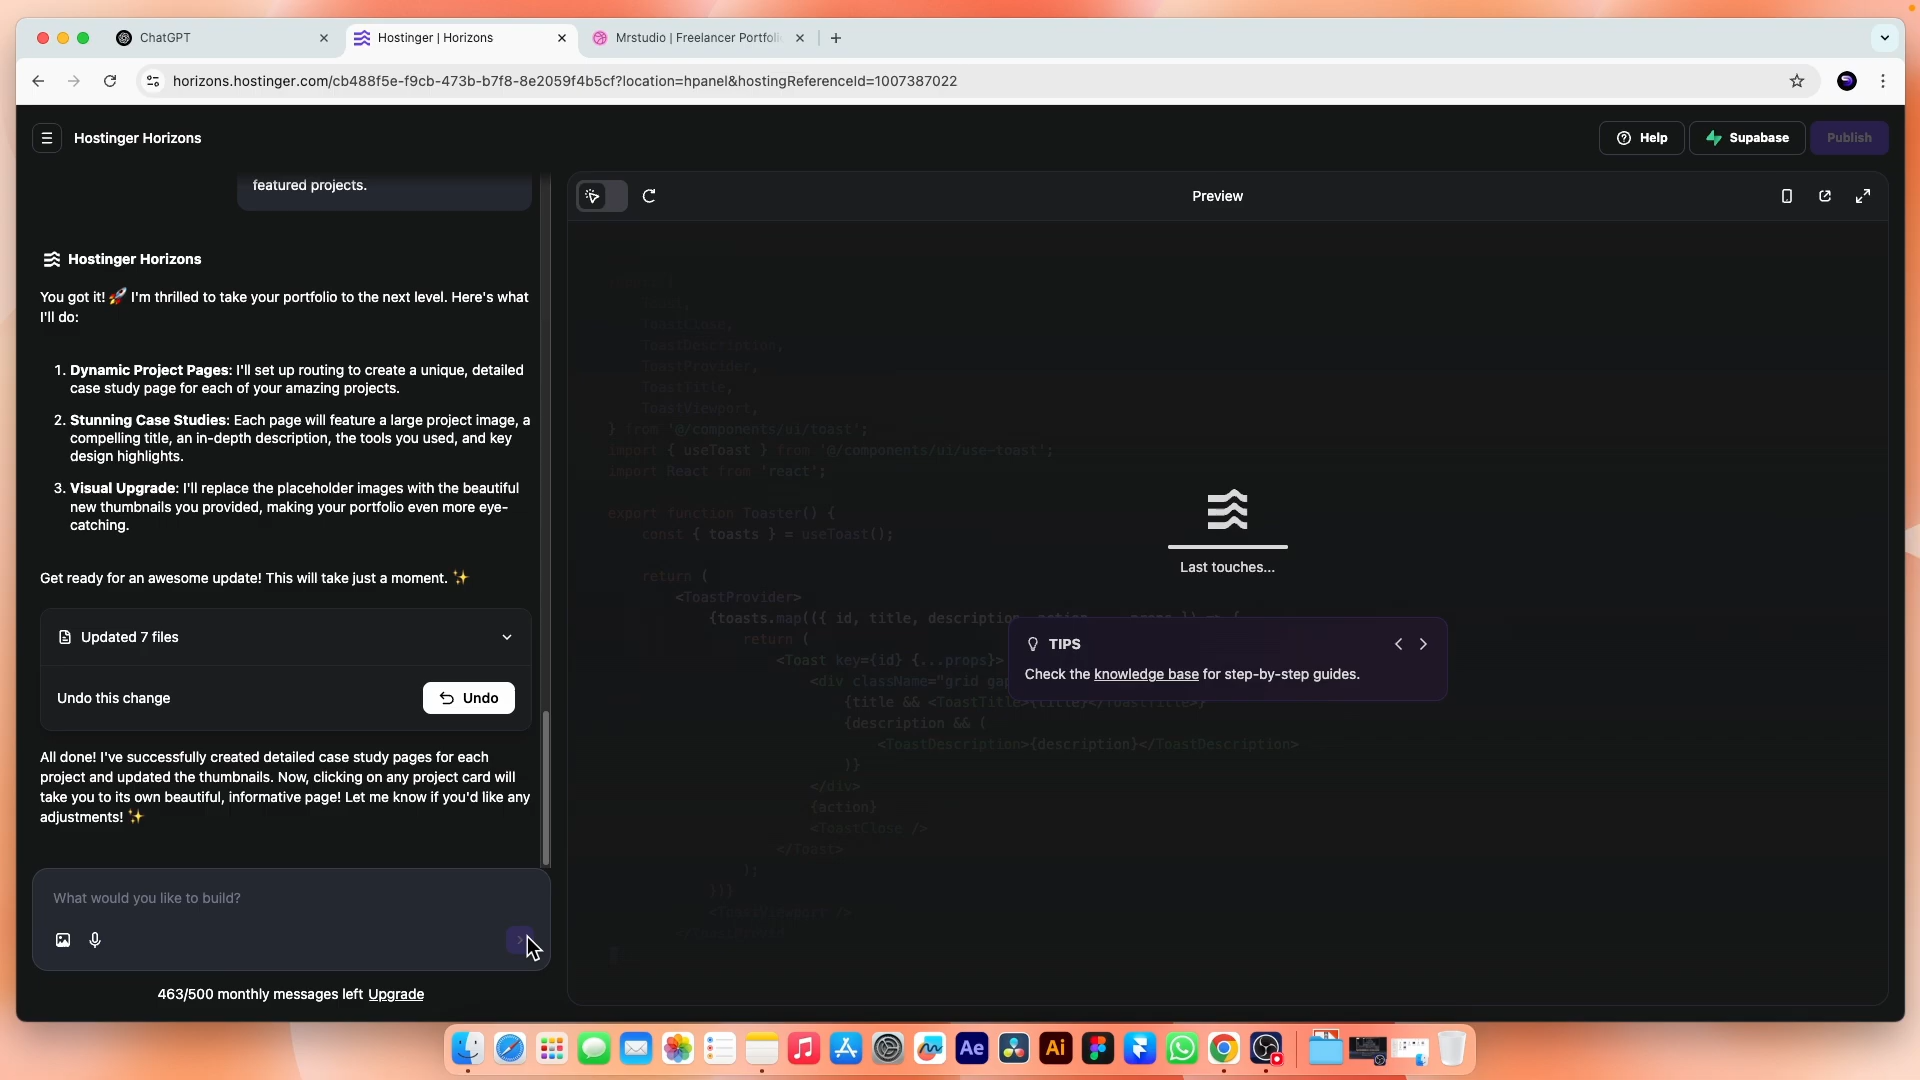 ChatGPT
Hostinger | Horizons
Mrstudio | Freelancer Portfoli
horizons.hostinger.com/cb488f5e-f9cb-473b-b7f8-8e2059f4b5cf?location=hpanel&hostingReferenceId=1007387022
Hostinger Horizons
Help
Supabase
Publish
featured projects.
Hostinger Horizons
You got it! 🚀 I'm thrilled to take your portfolio to the next level. Here's what
I'll do:
1. Dynamic Project Pages: I'll set up routing to create a unique, detailed
case study page for each of your amazing projects.
2. Stunning Case Studies: Each page will feature a large project image, a
compelling title, an in-depth description, the tools you used, and key
design highlights.
3. Visual Upgrade: I'll replace the placeholder images with the beautiful
new thumbnails you provided, making your portfolio even more eye-
catching.
Get ready for an awesome update! This will take just a moment. ✨
Updated 7 files
Undo this change
Undo
All done! I've successfully created detailed case study pages for each
project and updated the thumbnails. Now, clicking on any project card will
take you to its own beautiful, informative page! Let me know if you'd like any
adjustments! ✨
What would you like to build?
463/500 monthly messages left Upgrade
Preview
Toast,
ToastClose,
ToastDescription,
ToastProvider,
ToastTitle,
ToastViewport,
} from '@/components/ui/toast';
import { useToast } from '@/components/ui/use-toast';
import React from 'react';
export function Toaster() {
const { toasts } = useToast();
return (
<ToastProvider>
{toasts.map(({ id, title, description, action, ...props }) => {
return (
<Toast key={id} {...props}>
<div className="grid gap
{title && <ToastTitle>{title}</ToastTitle>
{description && (
<ToastDescription>{description}</ToastDescription>
)}
</div>
{action}
<ToastClose />
</Toast>
);
})}
<ToastViewport />
Last touches...
TIPS
Check the knowledge base for step-by-step guides.
Ae
Ai